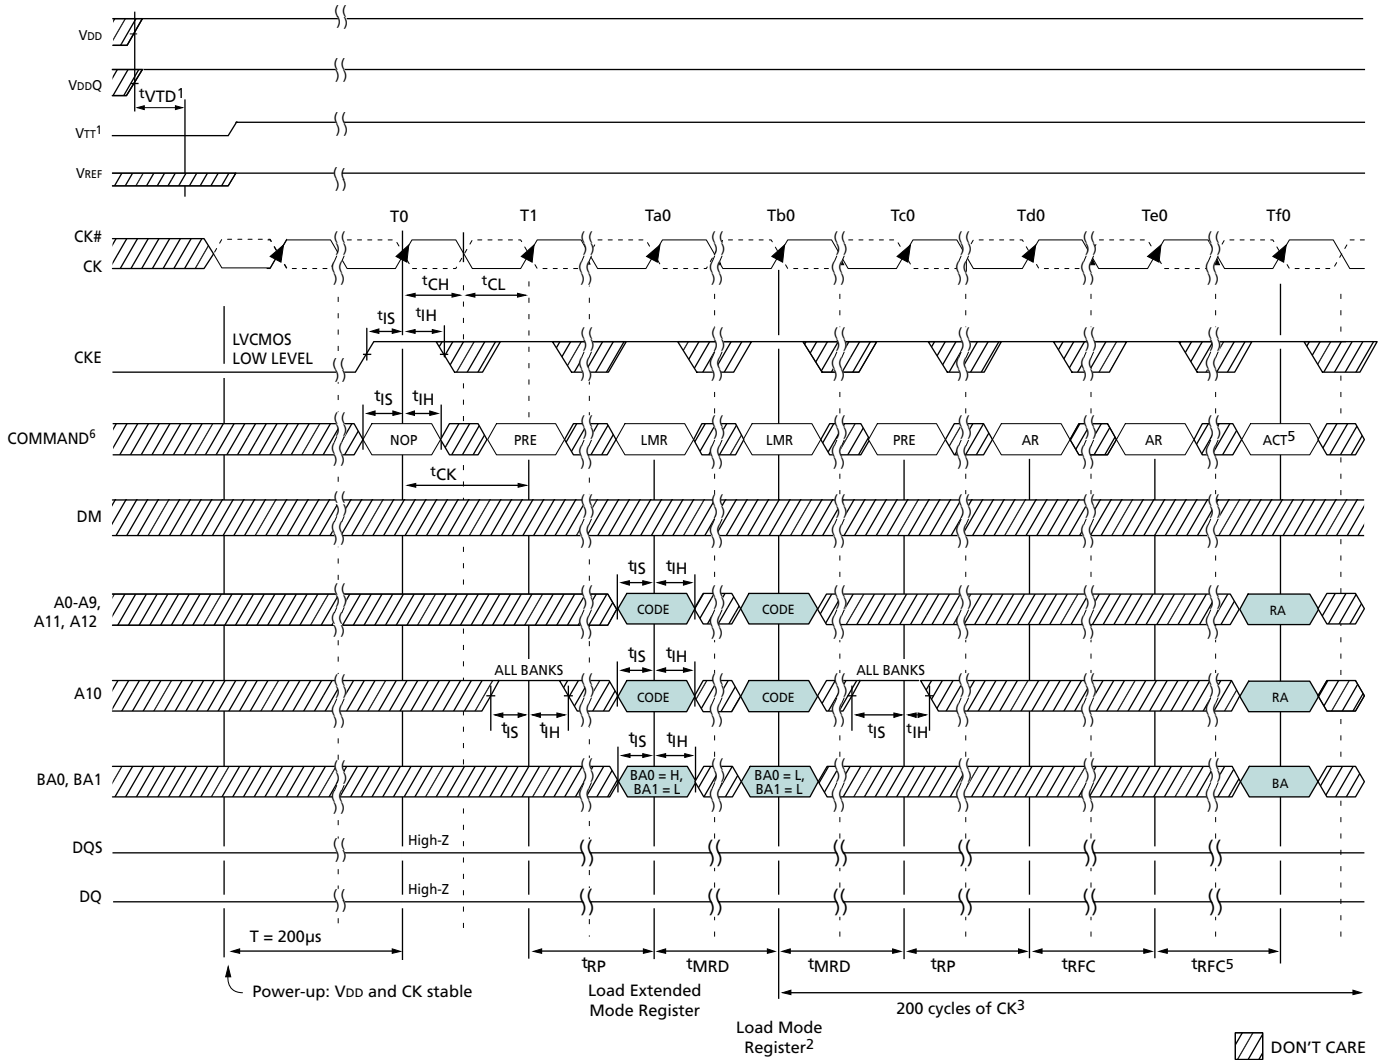 VDD
VDDQ
tVTD1
VTT1
VREF
T0 T1 Ta0 Tb0 Tc0 Td0 Te0 Tf0
CK#
CK
tCH tCL
tIS tIH
LVCMOS
LOW LEVEL
CKE
tIS tIH
COMMAND6 NOP PRE LMR LMR PRE AR AR ACT5
tCK
DM
tIS tIH
A0-A9,
A11, A12
CODE CODE RA
ALL BANKS tIS tIH ALL BANKS
A10 CODE CODE RA
tIS tIH tIS tIH
tIS tIH
BA0, BA1
BA0 = H,
BA1 = L
BA0 = L,
BA1 = L
BA
DQS High-Z
DQ High-Z
T = 200µs
tRP tMRD tMRD tRP tRFC tRFC5
Power-up: VDD and CK stable
Load Extended
Mode Register
200 cycles of CK3
Load Mode
Register2
DON'T CARE